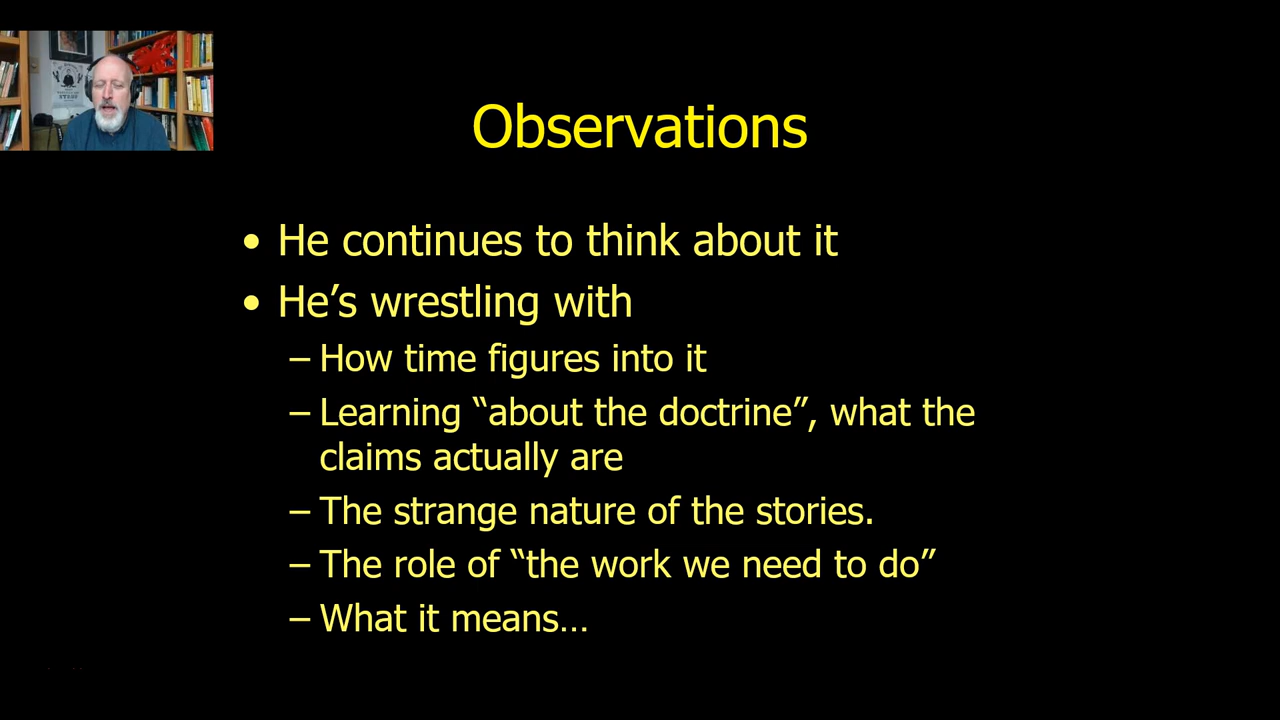 Observations
• He continues to think about it
• He’s wrestling with
– How time figures into it
– Learning “about the doctrine”, what the
claims actually are
– The strange nature of the stories.
– The role of “the work we need to do”
– What it means…